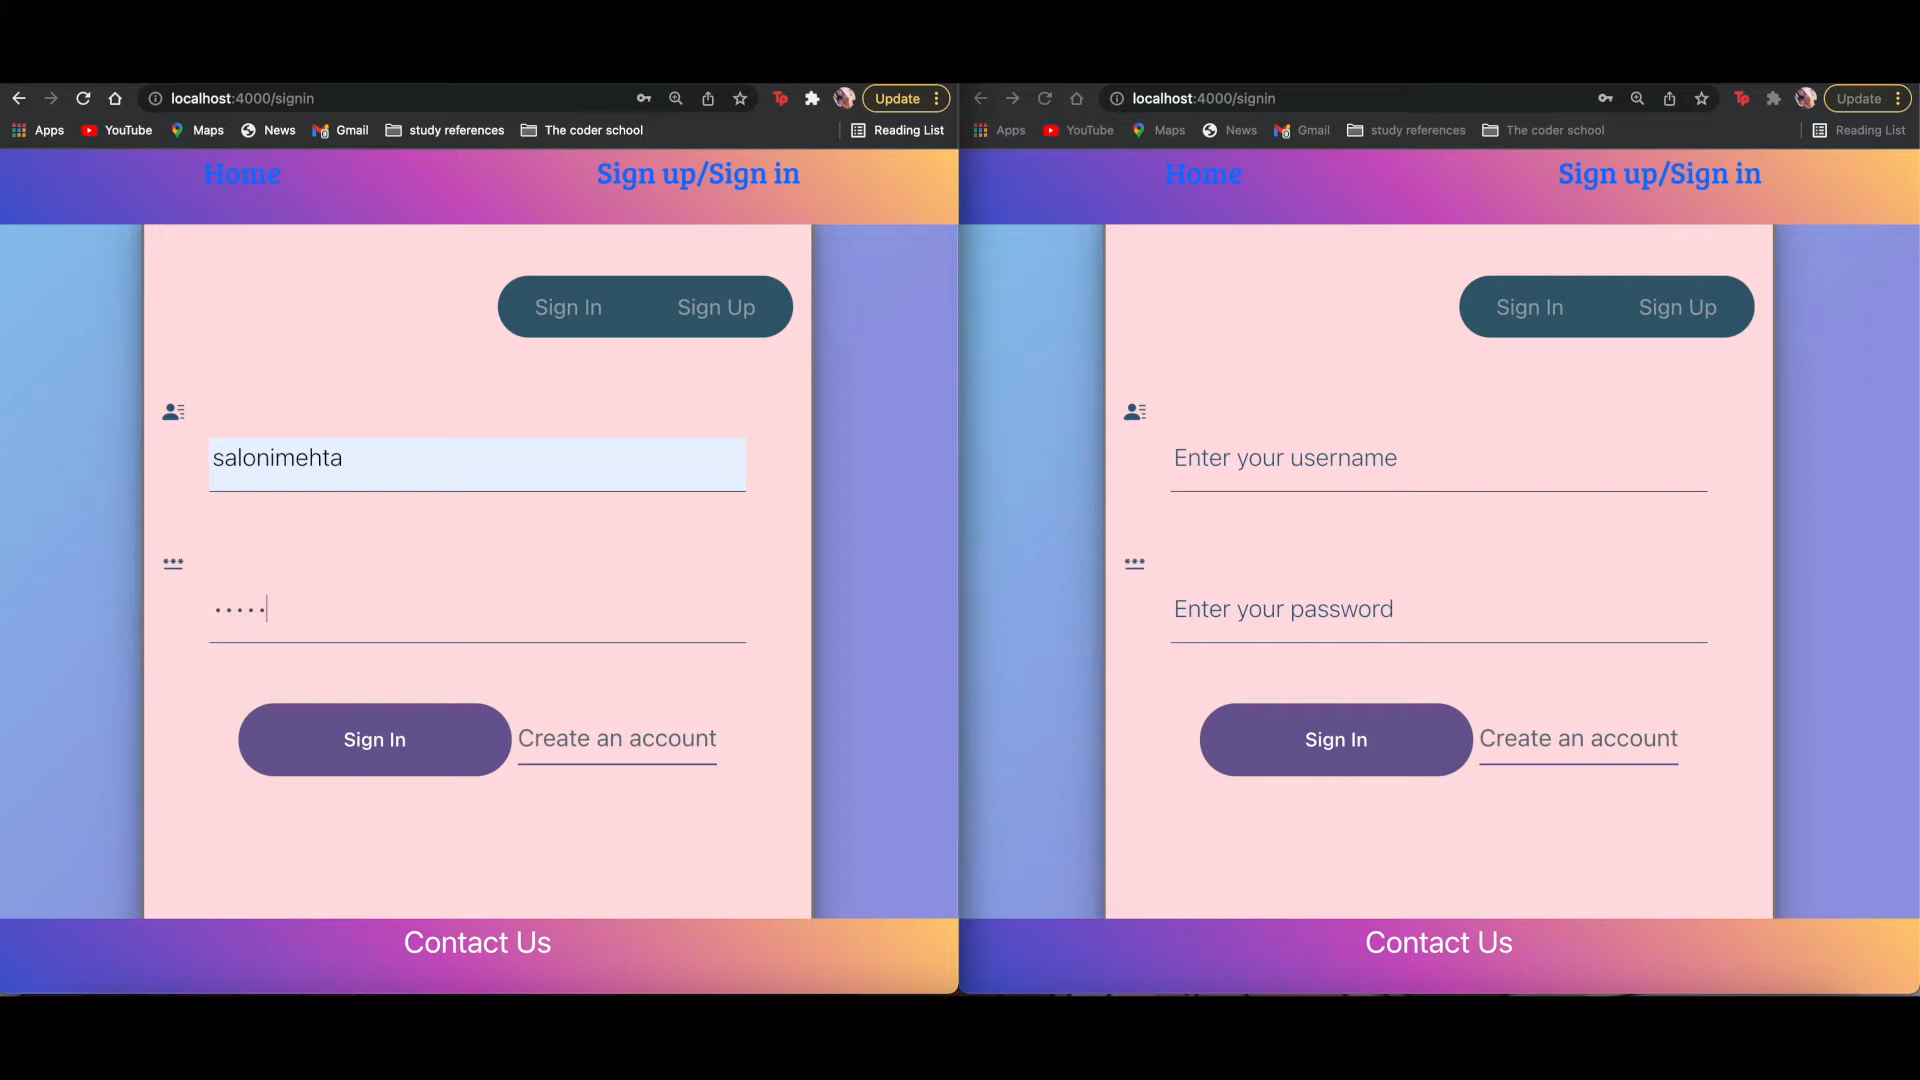 localhost:4000/signin
Update
Apps YouTube Maps News Gmail study references The coder school Reading List
Home Sign up/Sign in
Sign In Sign Up
salonimehta
•••••
Sign In Create an account
Contact Us
localhost:4000/signin
Update
Apps YouTube Maps News Gmail study references The coder school Reading List
Home Sign up/Sign in
Sign In Sign Up
Enter your username
Enter your password
Sign In Create an account
Contact Us